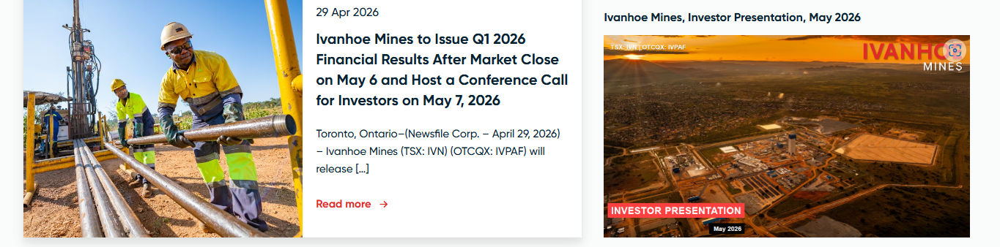 29 Apr 2026
Ivanhoe Mines to Issue Q1 2026
Financial Results After Market Close
on May 6 and Host a Conference Call
for Investors on May 7, 2026
Toronto, Ontario–(Newsfile Corp. – April 29, 2026)
– Ivanhoe Mines (TSX: IVN) (OTCQX: IVPAF) will
release [...]
Read more →
Ivanhoe Mines, Investor Presentation, May 2026
TSX: IVN | OTCQX: IVPAF
IVANHOE
MINES
INVESTOR PRESENTATION
May 2026